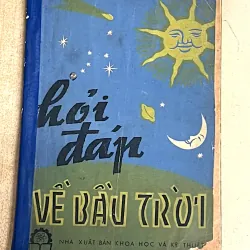 hỏi
đáp
VỀ BẦU TRỜI
NHÀ XUẤT BẢN KHOA HỌC VÀ KỸ THUẬT